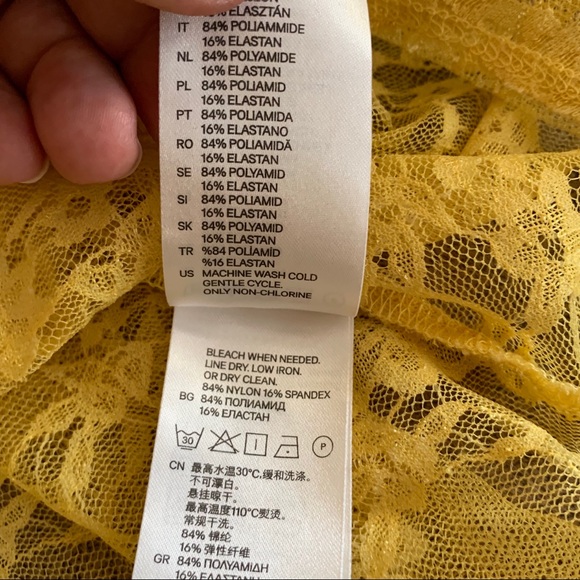 ELASZTÁN
IT 84% POLIAMMIDE
16% ELASTAN
NL 84% POLYAMIDE
16% ELASTAN
PL 84% POLIAMID
16% ELASTAN
PT 84% POLIAMIDA
16% ELASTANO
RO 84% POLIAMIDĂ
16% ELASTAN
SE 84% POLYAMID
16% ELASTAN
SI 84% POLIAMID
16% ELASTAN
SK 84% POLYAMID
16% ELASTAN
TR %84 POLİAMİD
%16 ELASTAN
US MACHINE WASH COLD
GENTLE CYCLE.
ONLY NON-CHLORINE
BLEACH WHEN NEEDED.
LINE DRY. LOW IRON.
OR DRY CLEAN.
84% NYLON 16% SPANDEX
BG 84% ПОЛИАМИД
16% ЕЛАСТАН
30 P
CN 最高水温30°C,缓和洗涤。
不可漂白。
悬挂晾干。
最高温度110°C熨烫。
常规干洗。
84% 锦纶
16% 弹性纤维
GR 84% ΠΟΛΥΑΜΙΔΗ
16% ΕΛΑΣΤΑΝ